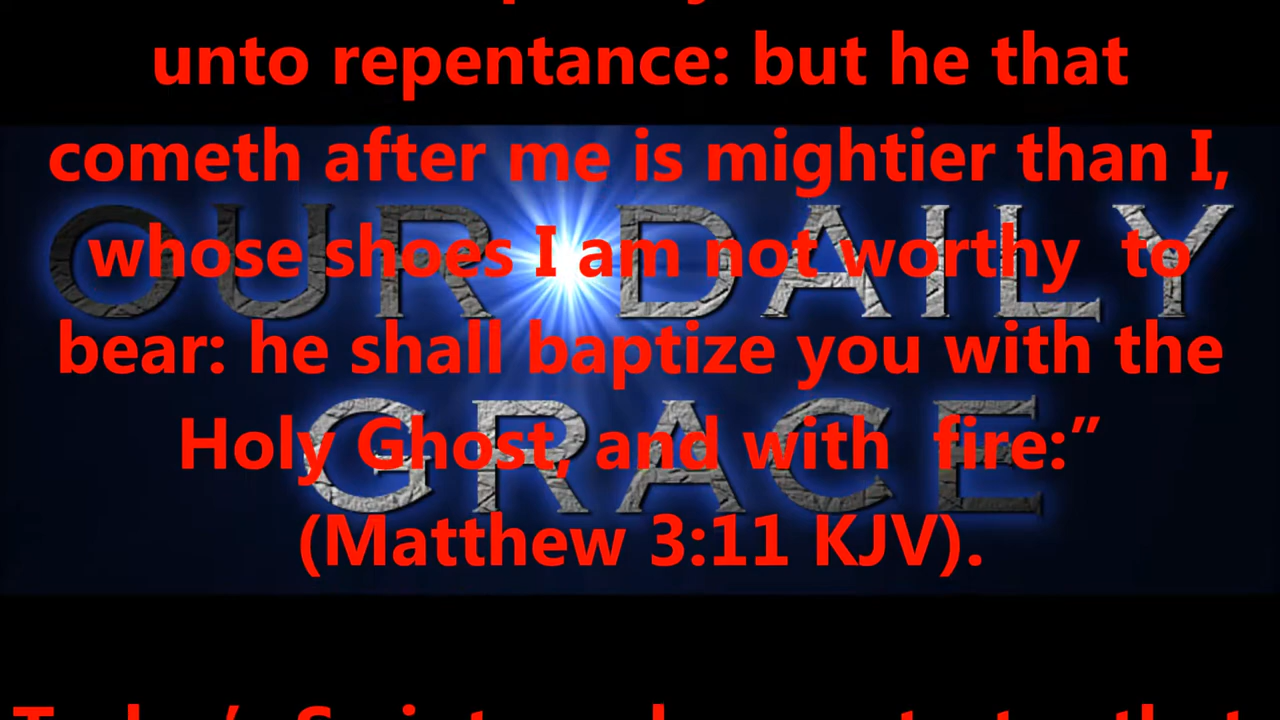 unto repentance: but he that
cometh after me is mightier than I,
OUR DAILY
whose shoes I am not worthy to
bear: he shall baptize you with the
GRACE
Holy Ghost, and with fire:”
(Matthew 3:11 KJV).